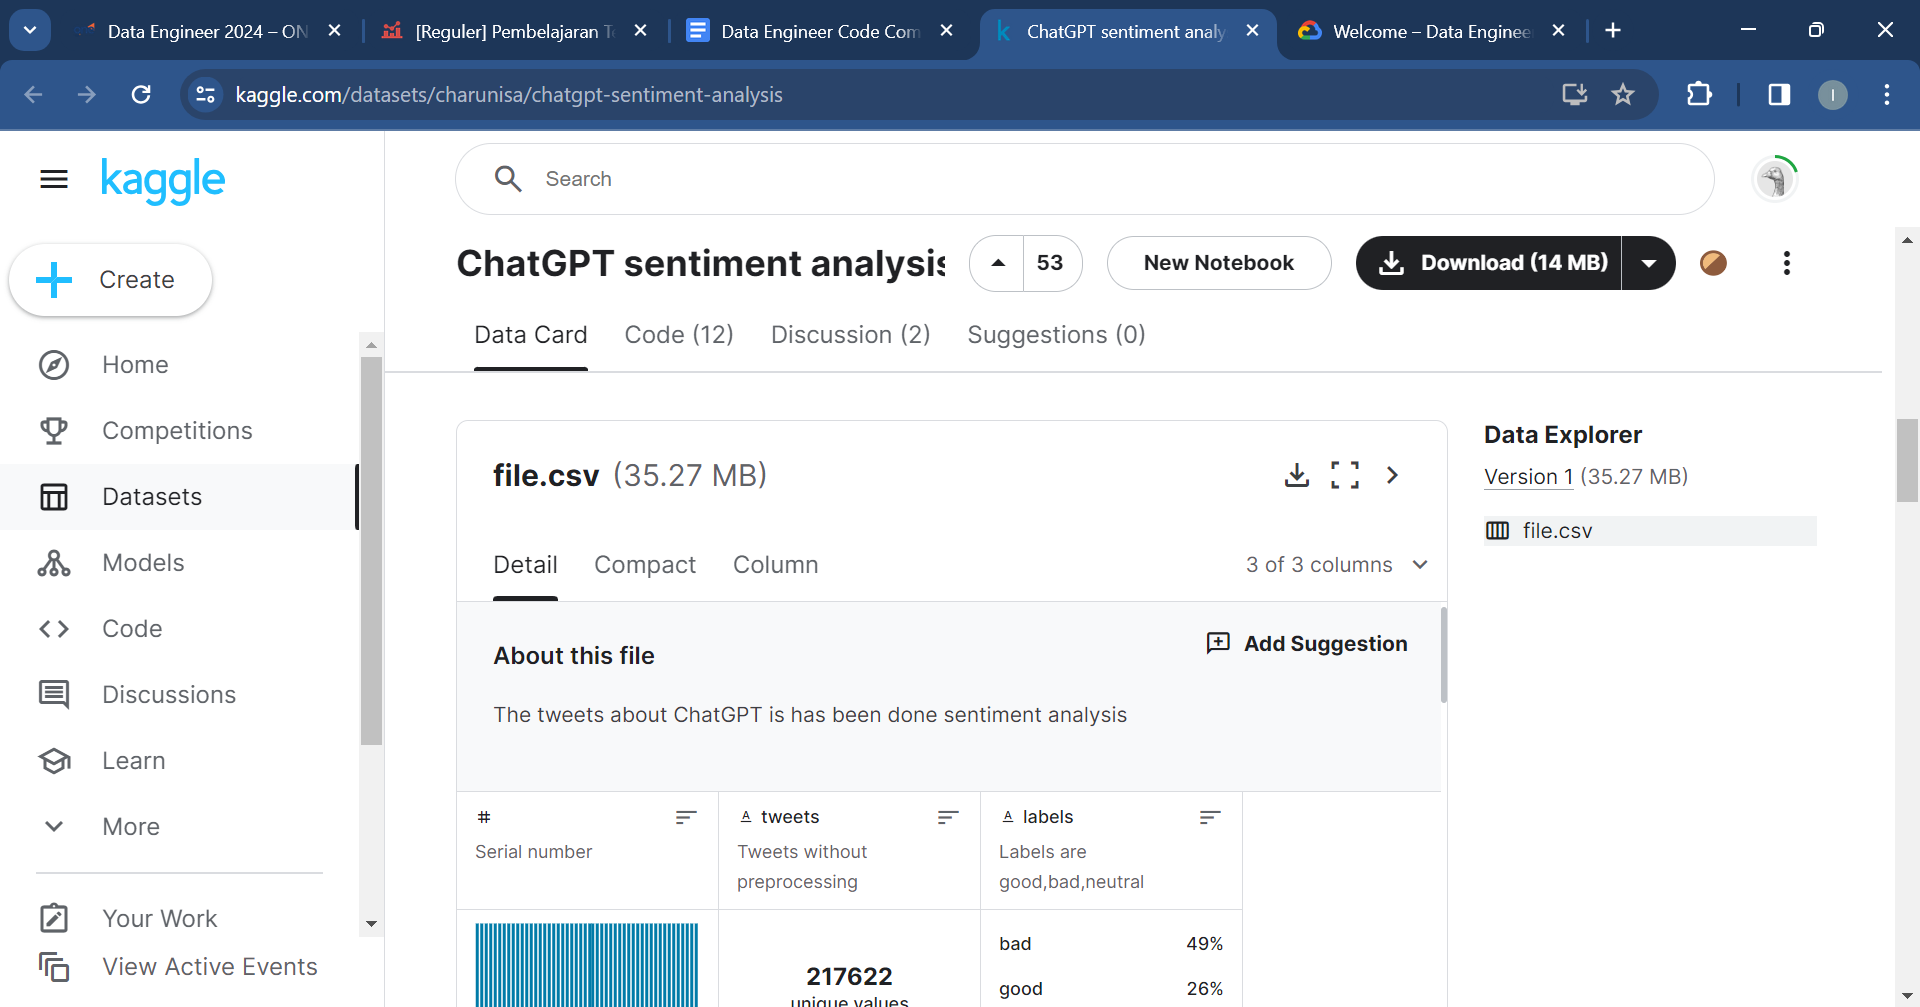 Data Engineer 2024 – ON
[Reguler] Pembelajaran Te
Data Engineer Code Com
ChatGPT sentiment analy
Welcome – Data Enginee
kaggle.com/datasets/charunisa/chatgpt-sentiment-analysis
I
kaggle
Search
Create
Home
Competitions
Datasets
Models
Code
Discussions
Learn
More
Your Work
View Active Events
ChatGPT sentiment analysis
53
New Notebook
Download (14 MB)
Data Card
Code (12)
Discussion (2)
Suggestions (0)
file.csv (35.27 MB)
Detail
Compact
Column
3 of 3 columns
About this file
Add Suggestion
The tweets about ChatGPT is has been done sentiment analysis
#
Serial number
A tweets
Tweets without
preprocessing
217622
unique values
A labels
Labels are
good,bad,neutral
bad 49%
good 26%
Data Explorer
Version 1 (35.27 MB)
file.csv